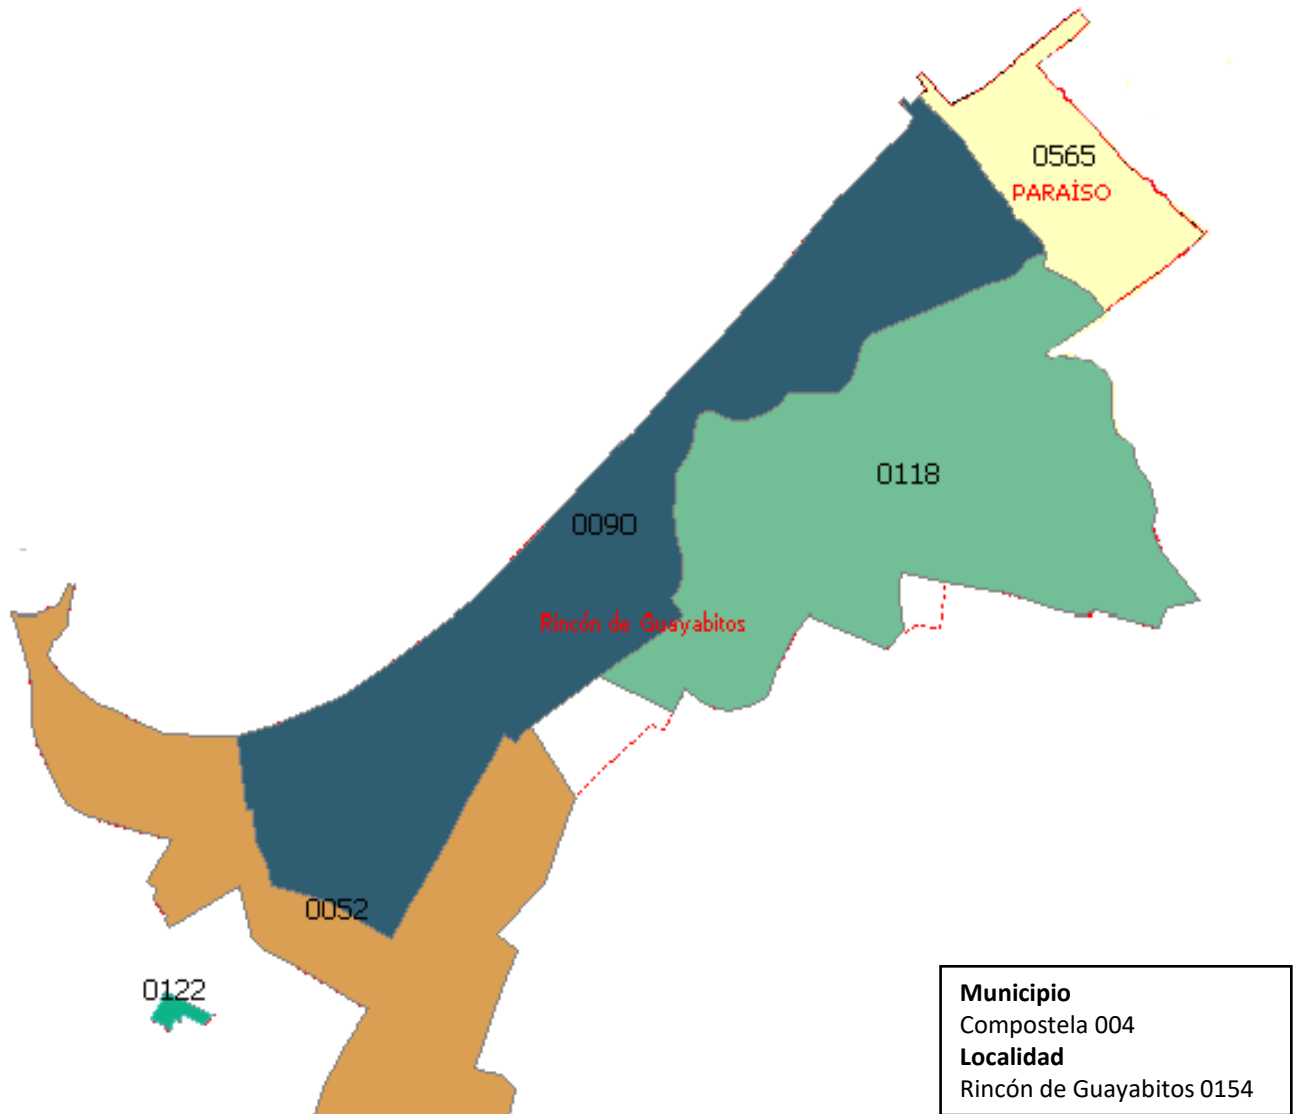 0565
PARAÍSO
0118
0090
Rincón de Guayabitos
0052
0122
Municipio
Compostela 004
Localidad
Rincón de Guayabitos 0154